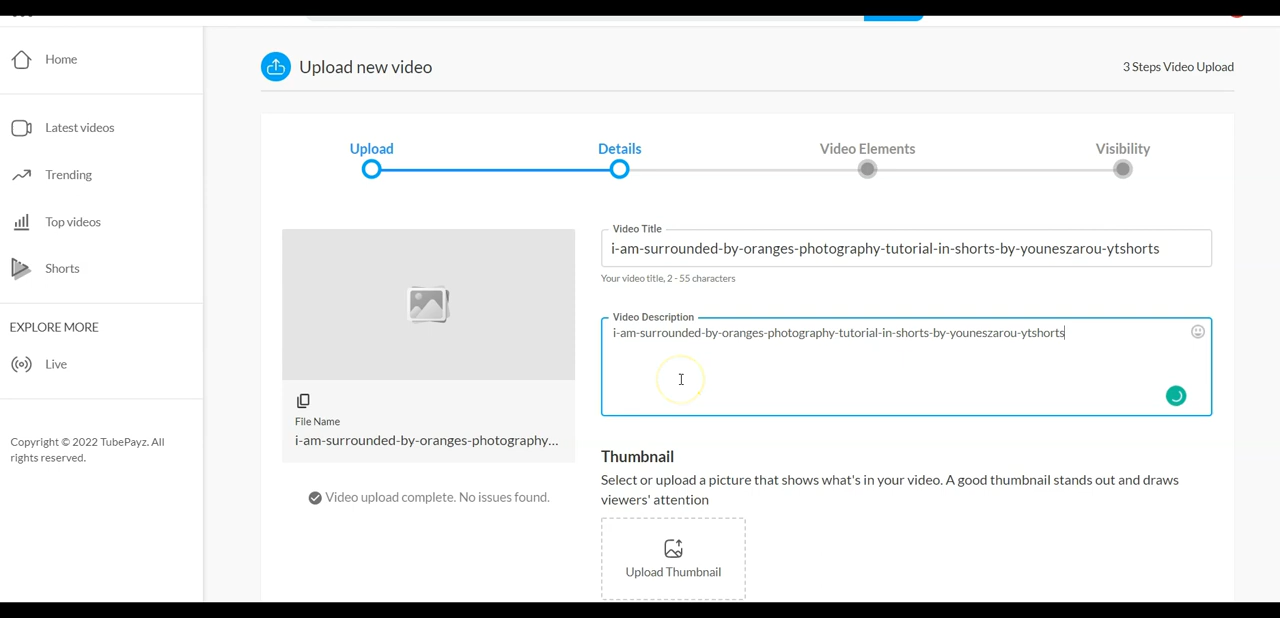 Home
Latest videos
Trending
Top videos
Shorts
EXPLORE MORE
Live
Copyright © 2022 TubePayz. All
rights reserved.
Upload new video
3 Steps Video Upload
Upload
Details
Video Elements
Visibility
File Name
i-am-surrounded-by-oranges-photography...
Video upload complete. No issues found.
Video Title
i-am-surrounded-by-oranges-photography-tutorial-in-shorts-by-youneszarou-ytshorts
Your video title, 2 - 55 characters
Video Description
i-am-surrounded-by-oranges-photography-tutorial-in-shorts-by-youneszarou-ytshorts
Thumbnail
Select or upload a picture that shows what's in your video. A good thumbnail stands out and draws
viewers' attention
Upload Thumbnail